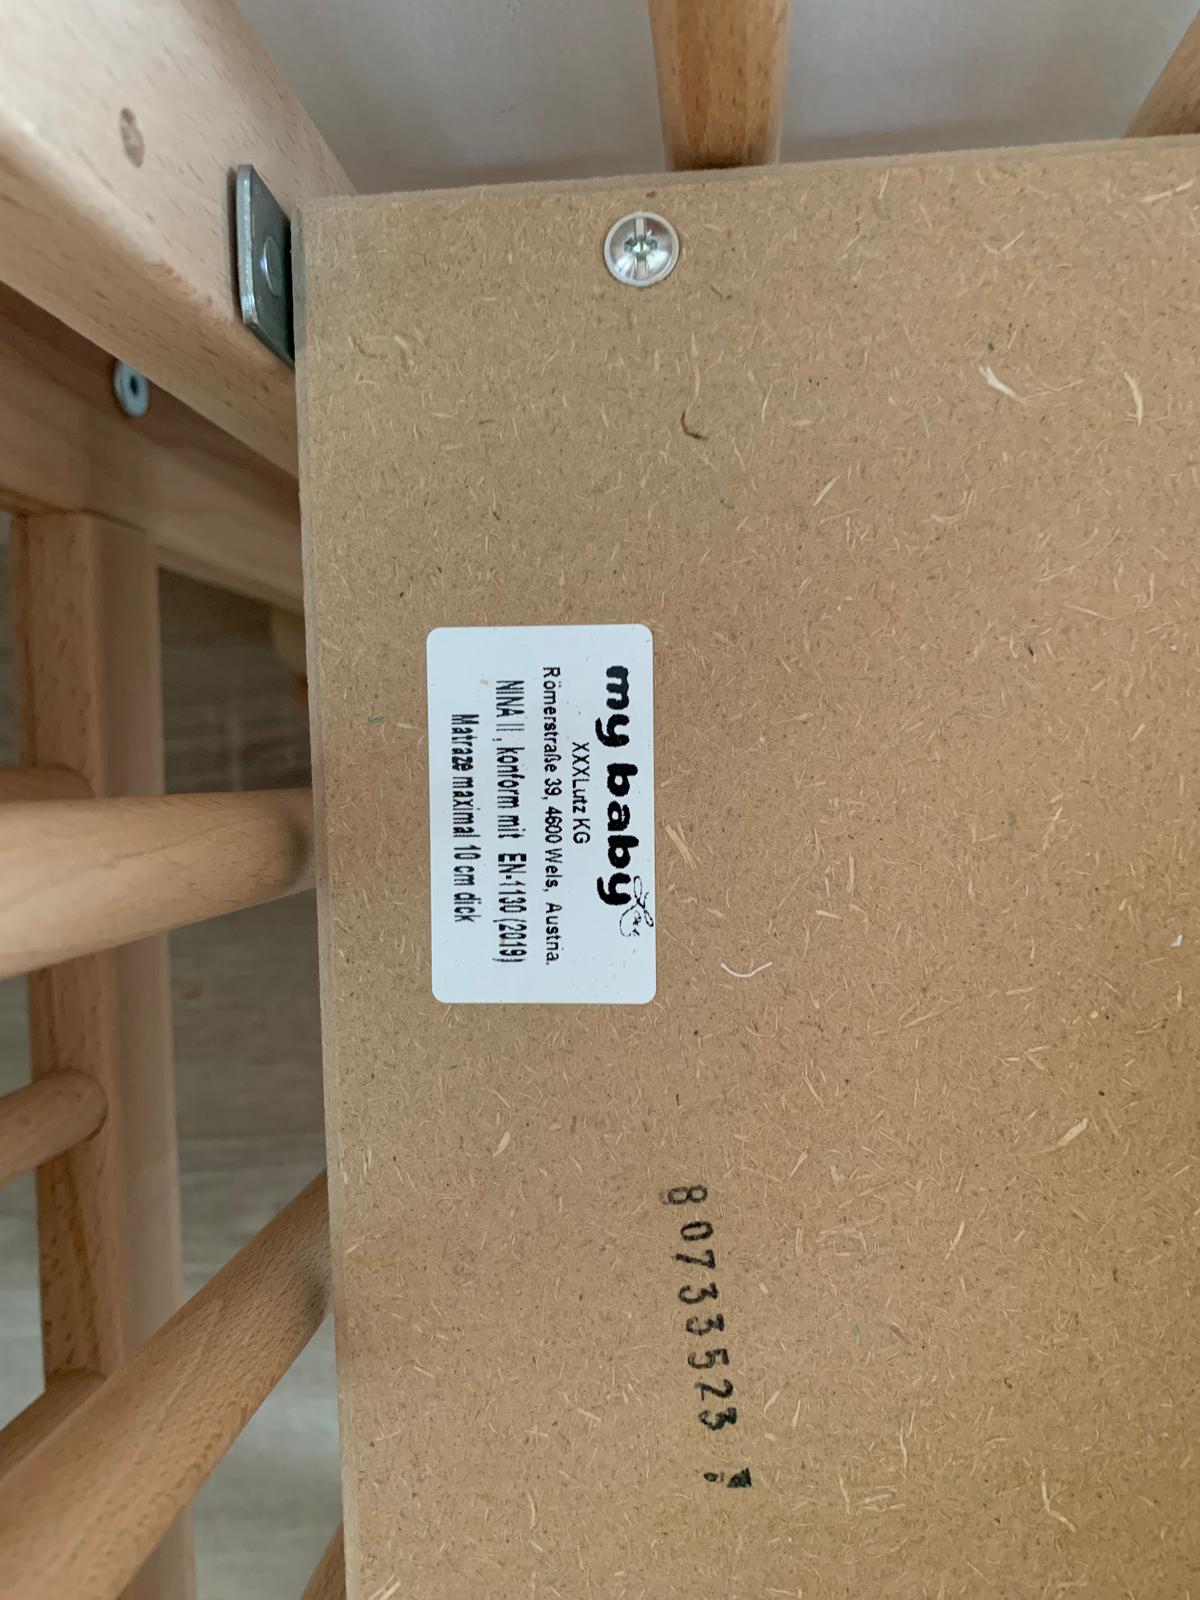 my baby
XXXLutz KG
Römerstraße 39, 4600 Wels, Austria.
NINA II, konform mit EN-1130 (2019)
Matraze maximal 10 cm dick
80733523